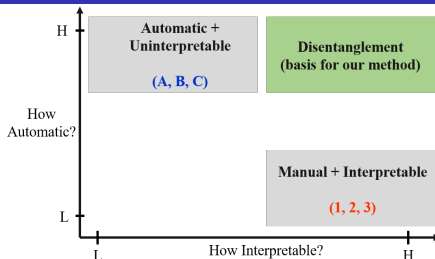 H
Automatic +
Uninterpretable
(A, B, C)
Disentanglement
(basis for our method)
How
Automatic?
Manual + Interpretable
(1, 2, 3)
L
L
How Interpretable?
H